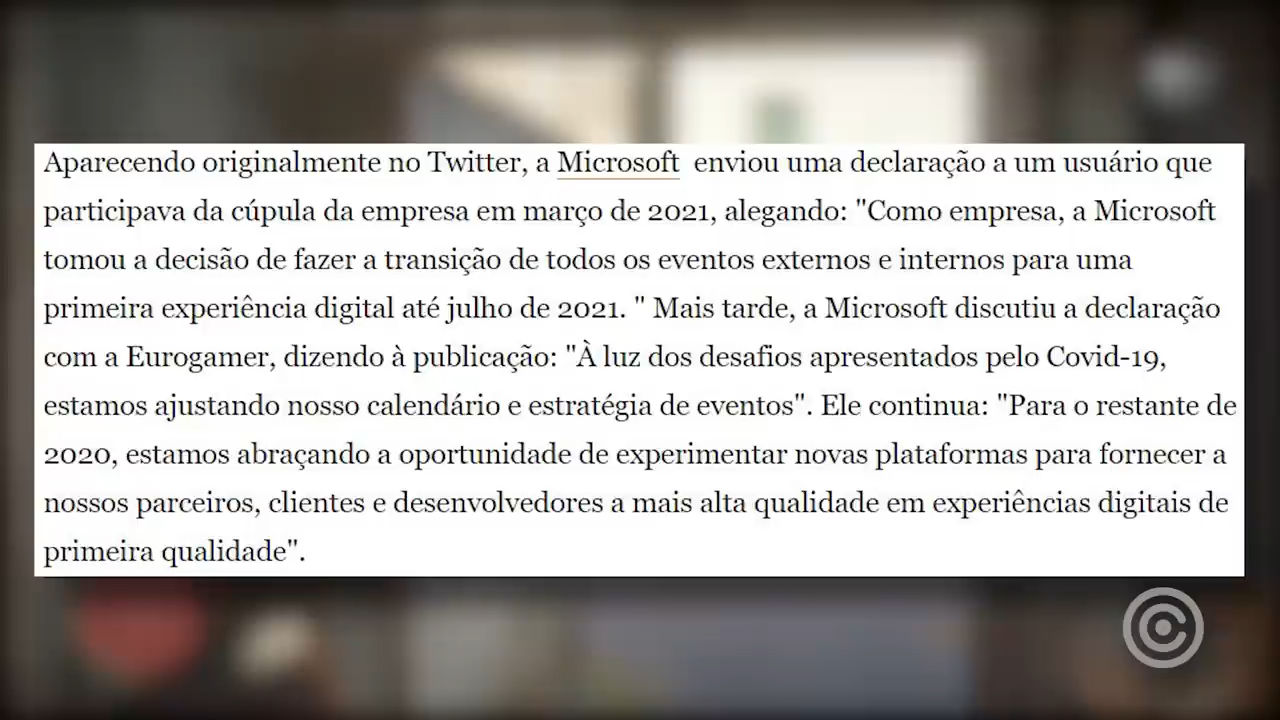 Aparecendo originalmente no Twitter, a Microsoft enviou uma declaração a um usuário que
participava da cúpula da empresa em março de 2021, alegando: "Como empresa, a Microsoft
tomou a decisão de fazer a transição de todos os eventos externos e internos para uma
primeira experiência digital até julho de 2021. " Mais tarde, a Microsoft discutiu a declaração
com a Eurogamer, dizendo à publicação: "À luz dos desafios apresentados pelo Covid-19,
estamos ajustando nosso calendário e estratégia de eventos". Ele continua: "Para o restante de
2020, estamos abraçando a oportunidade de experimentar novas plataformas para fornecer a
nossos parceiros, clientes e desenvolvedores a mais alta qualidade em experiências digitais de
primeira qualidade".